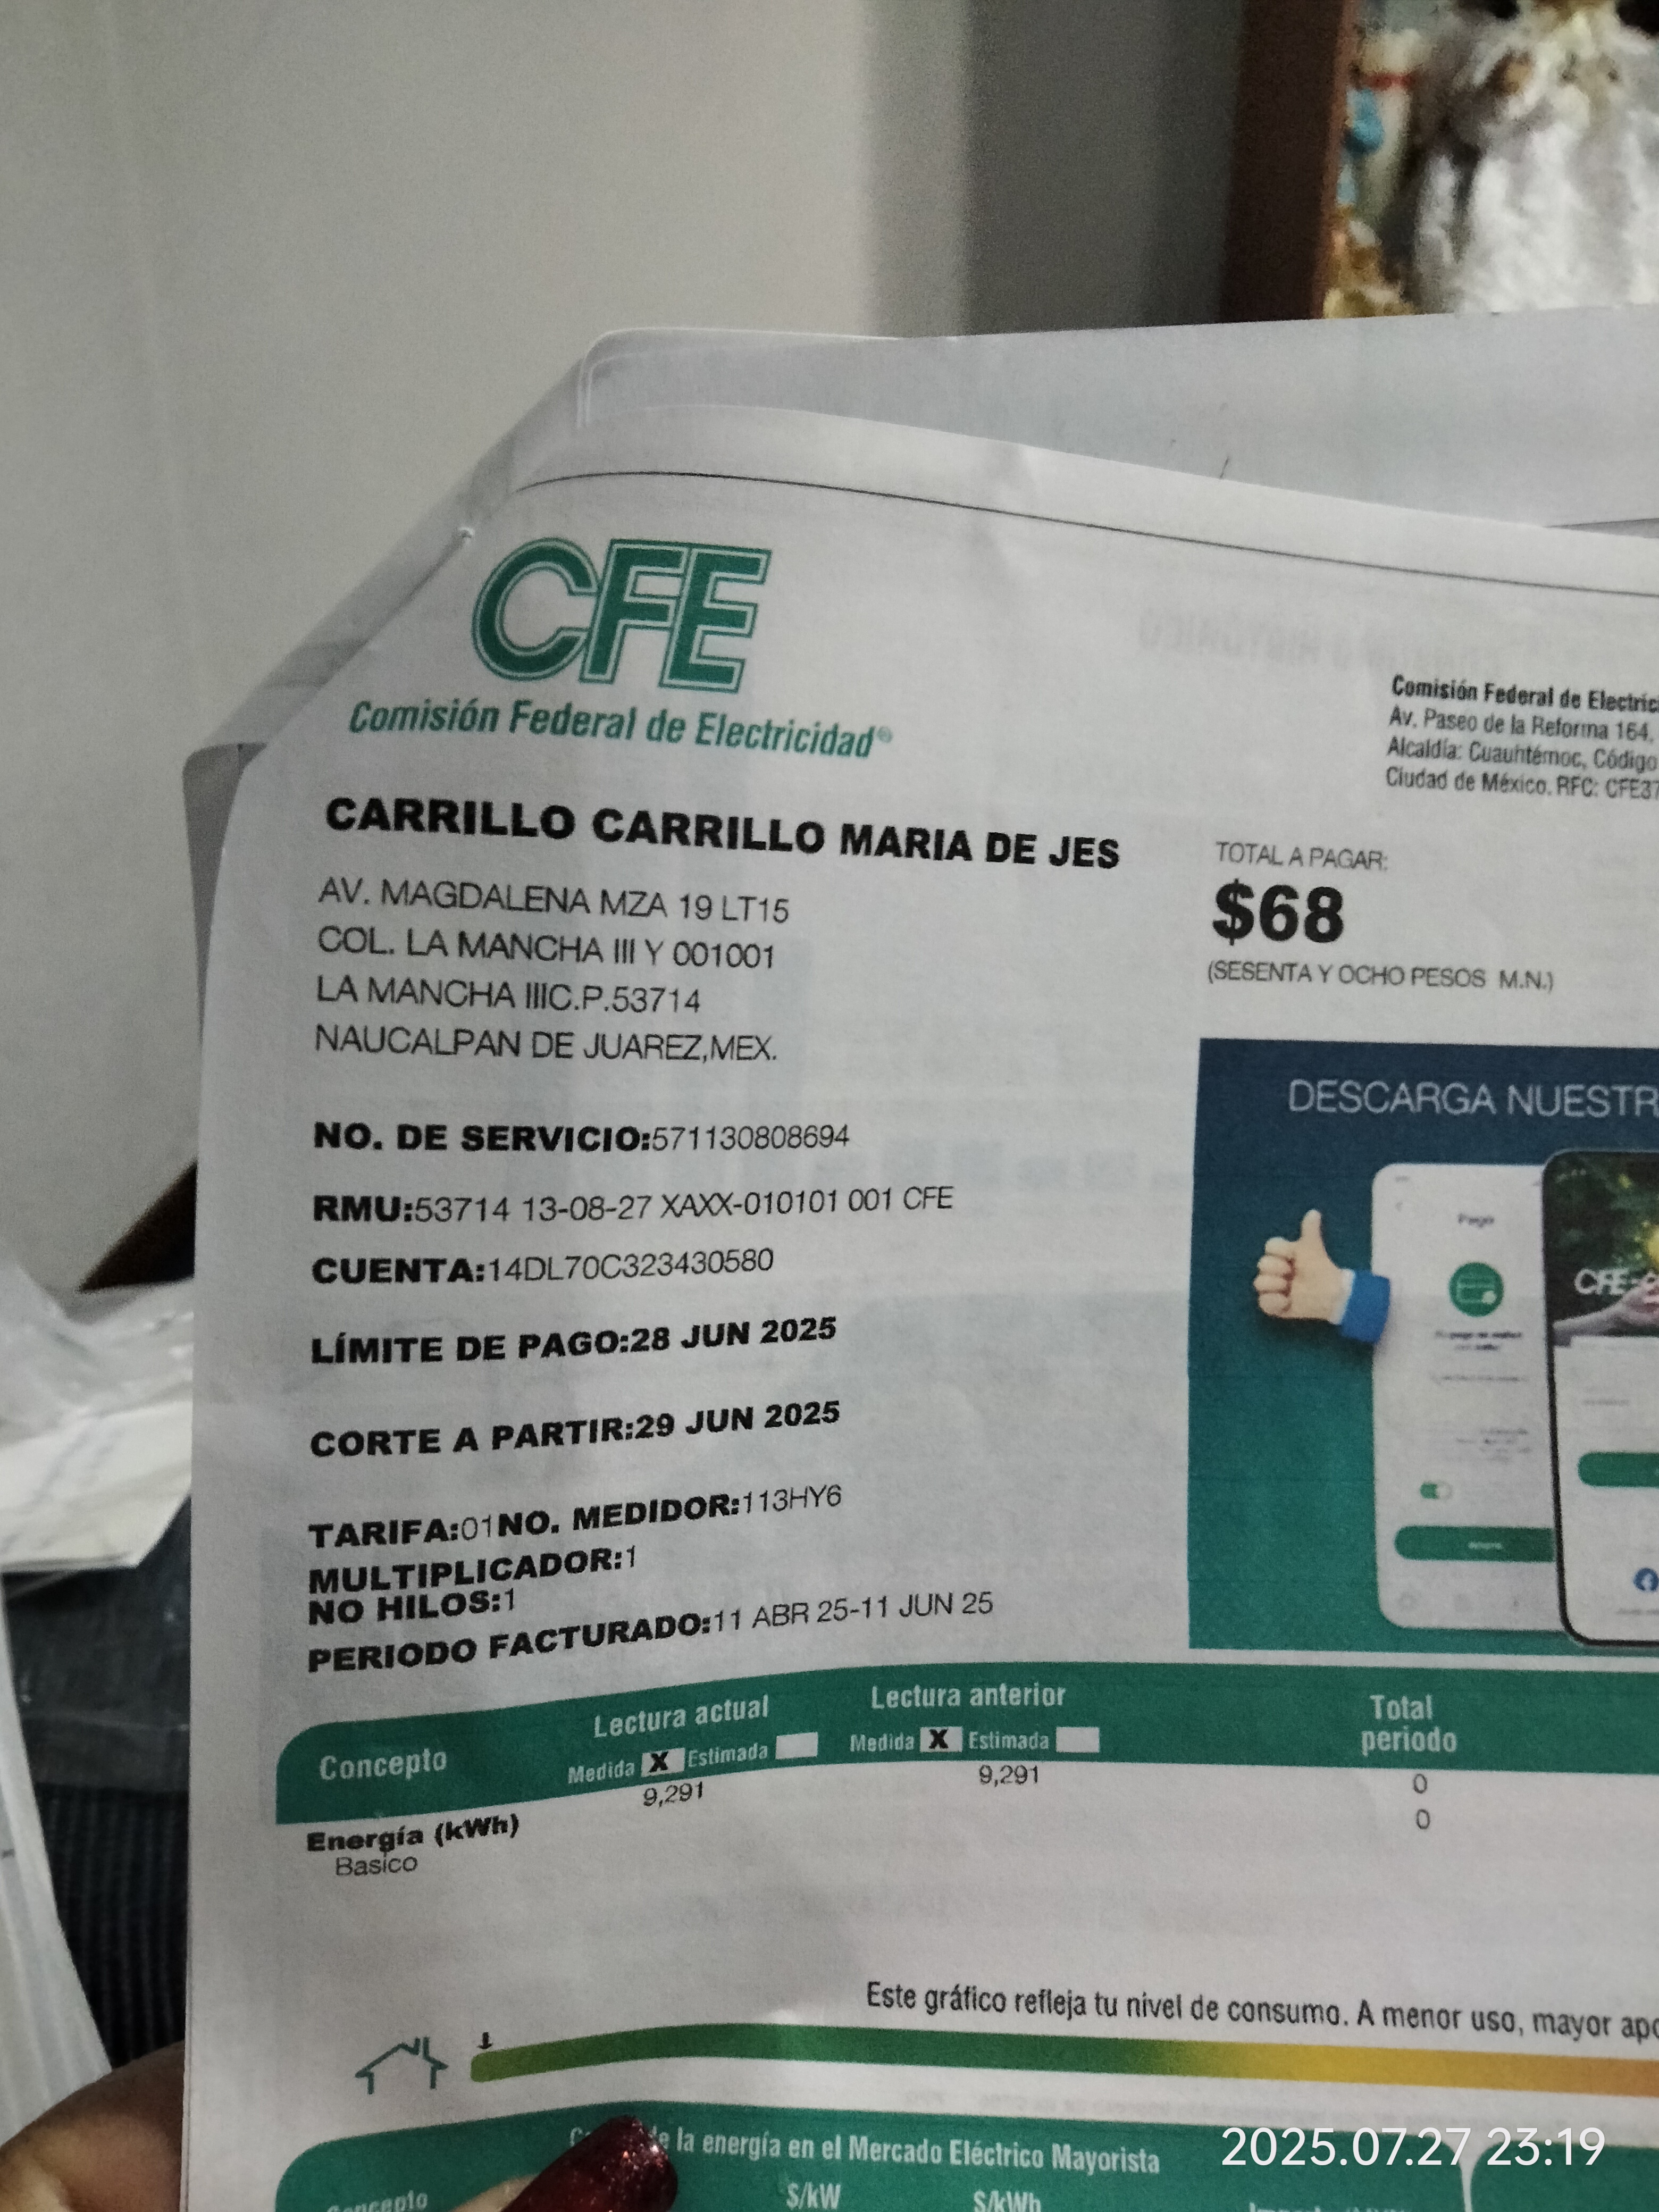 CFE
Comisión Federal de Electricidad®
Comisión Federal de Electric
Av. Paseo de la Reforma 164,
Alcaldía: Cuauhtémoc, Código
Ciudad de México. RFC: CFE37
CARRILLO CARRILLO MARIA DE JES
AV. MAGDALENA MZA 19 LT15
COL. LA MANCHA III Y 001001
LA MANCHA IIIC.P.53714
NAUCALPAN DE JUAREZ,MEX.
TOTAL A PAGAR:
$68
(SESENTA Y OCHO PESOS M.N.)
NO. DE SERVICIO:571130808694
RMU:53714 13-08-27 XAXX-010101 001 CFE
CUENTA:14DL70C323430580
LÍMITE DE PAGO:28 JUN 2025
CORTE A PARTIR:29 JUN 2025
TARIFA:01NO. MEDIDOR:113HY6
MULTIPLICADOR:1
NO HILOS:1
PERIODO FACTURADO:11 ABR 25-11 JUN 25
DESCARGA NUESTR
Pago
CFE-
Concepto
Lectura actual
Medida X Estimada
Lectura anterior
Medida X Estimada
Total
periodo
9,291
9,291
0
0
Energía (kWh)
Basico
Este gráfico refleja tu nivel de consumo. A menor uso, mayor apo
de la energía en el Mercado Eléctrico Mayorista
Concepto
$/kW
$/kWh
2025.07.27 23:19